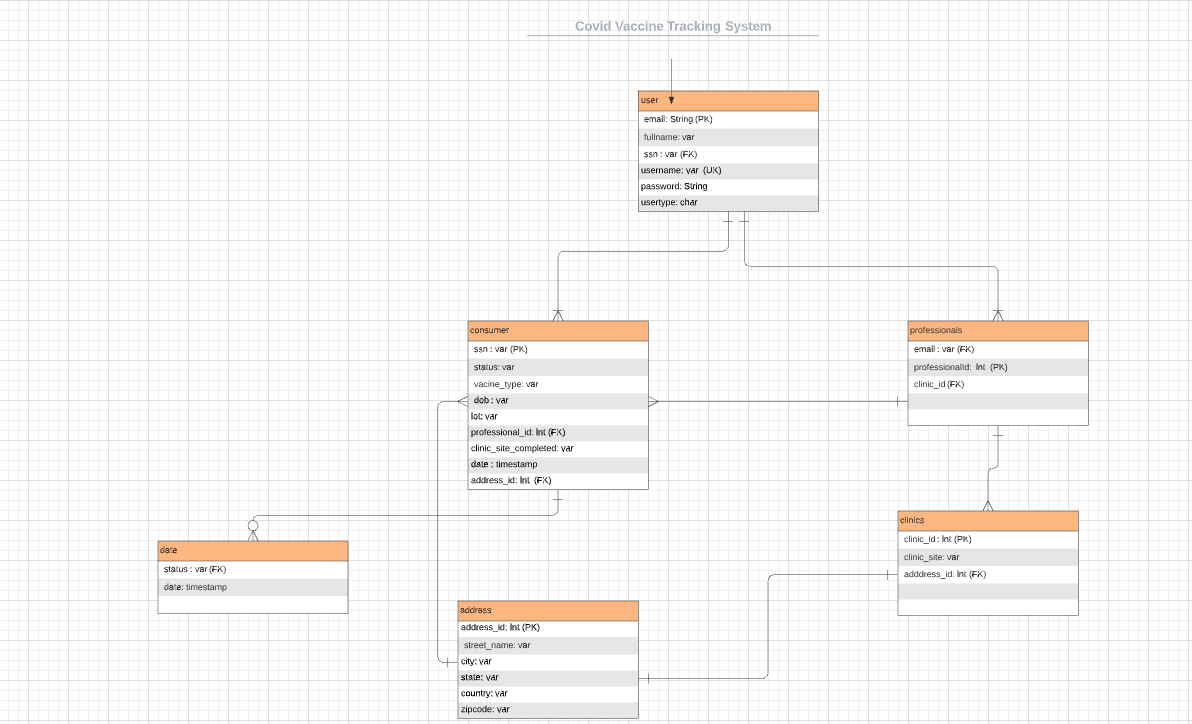 Covid Vaccine Tracking System
user
email: String (PK)
fullname: var
ssn : var (FK)
username: var (UK)
password: String
usertype: char
consumer
ssn : var (PK)
status: var
vacine_type: var
dob : var
lot: var
professional_id: Int (FK)
clinic_site_completed: var
date : timestamp
address_id: Int (FK)
professionals
email : var (FK)
professionalId: Int (PK)
clinic_id (FK)
date
status : var (FK)
date: timestamp
clinics
clinic_id : Int (PK)
clinic_site: var
adddress_id: Int (FK)
address
address_id: Int (PK)
street_name: var
city: var
state: var
country: var
zipcode: var